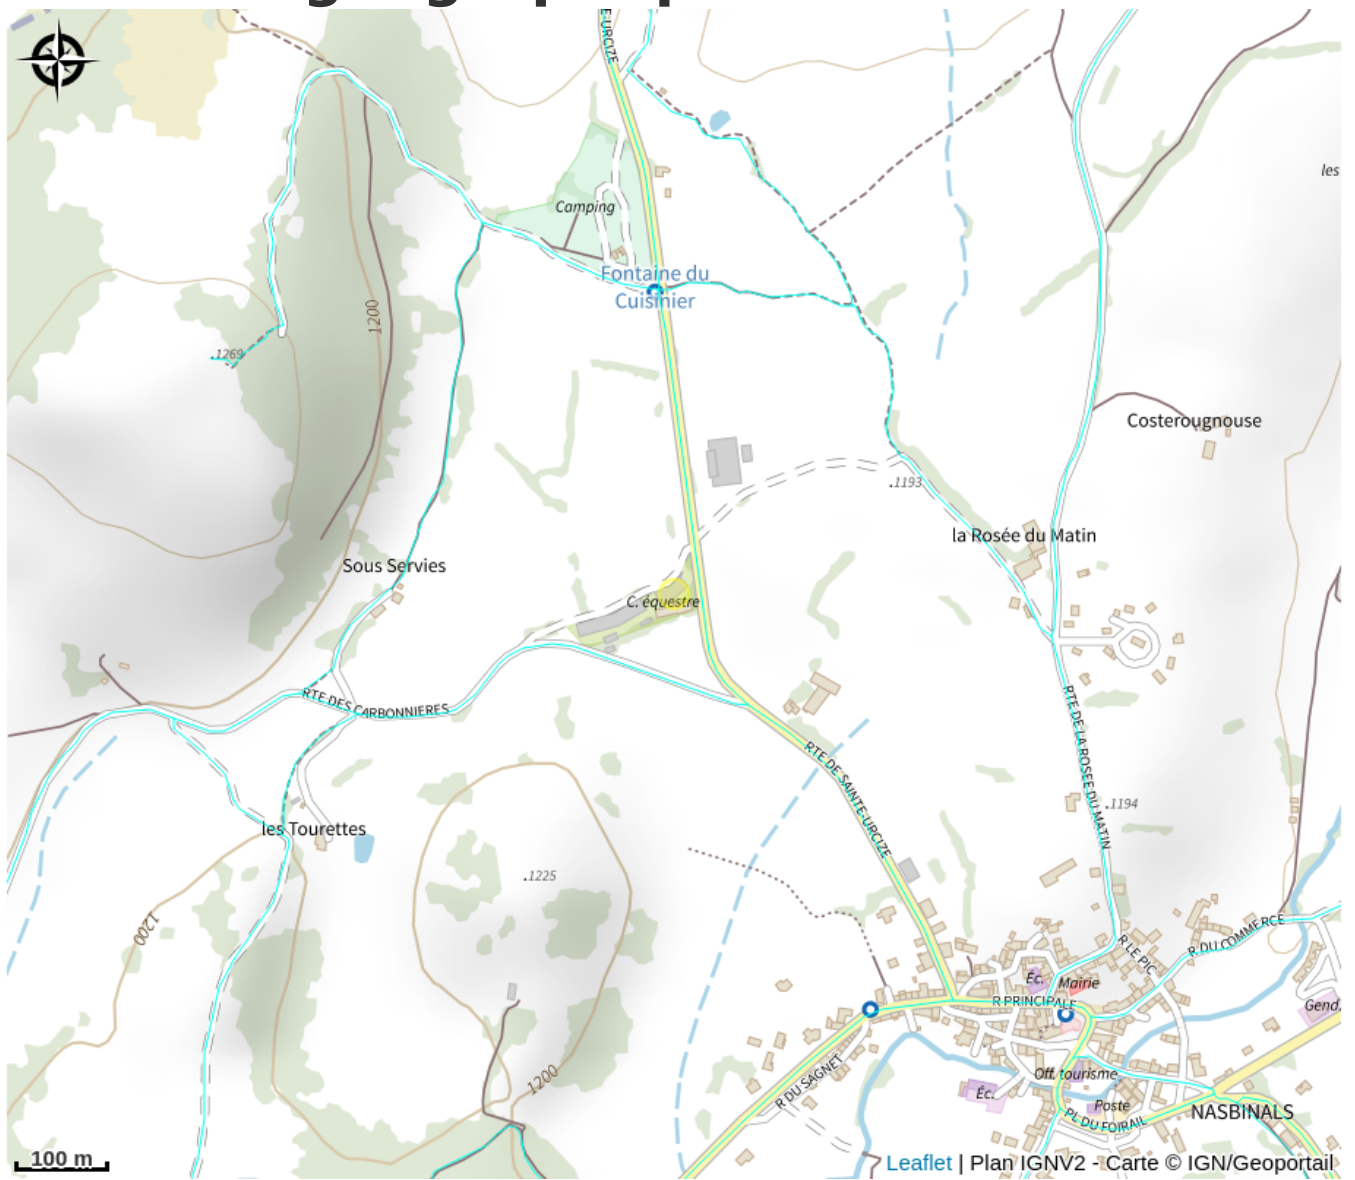 E-URCIZE
les
Camping
Fontaine du
Cuisinier
1200
.1269
Costerougnouse
.1193
la Rosée du Matin
Sous Servies
C. équestre
RTE DES CARBONNIERES
RTE DE LA ROSEE DU MATIN
RTE DE SAINTE-URCIZE
.1194
les Tourettes
.1225
1200
R DU COMMERCE
R LE PIC
Éc.
Mairie
R PRINCIPALE
Gend.
Off. tourisme
R DU SAGNET
1200
Éc.
Poste
NASBINALS
PL DU FOIRAIL
100 m
Leaflet | Plan IGNV2 - Carte © IGN/Geoportail